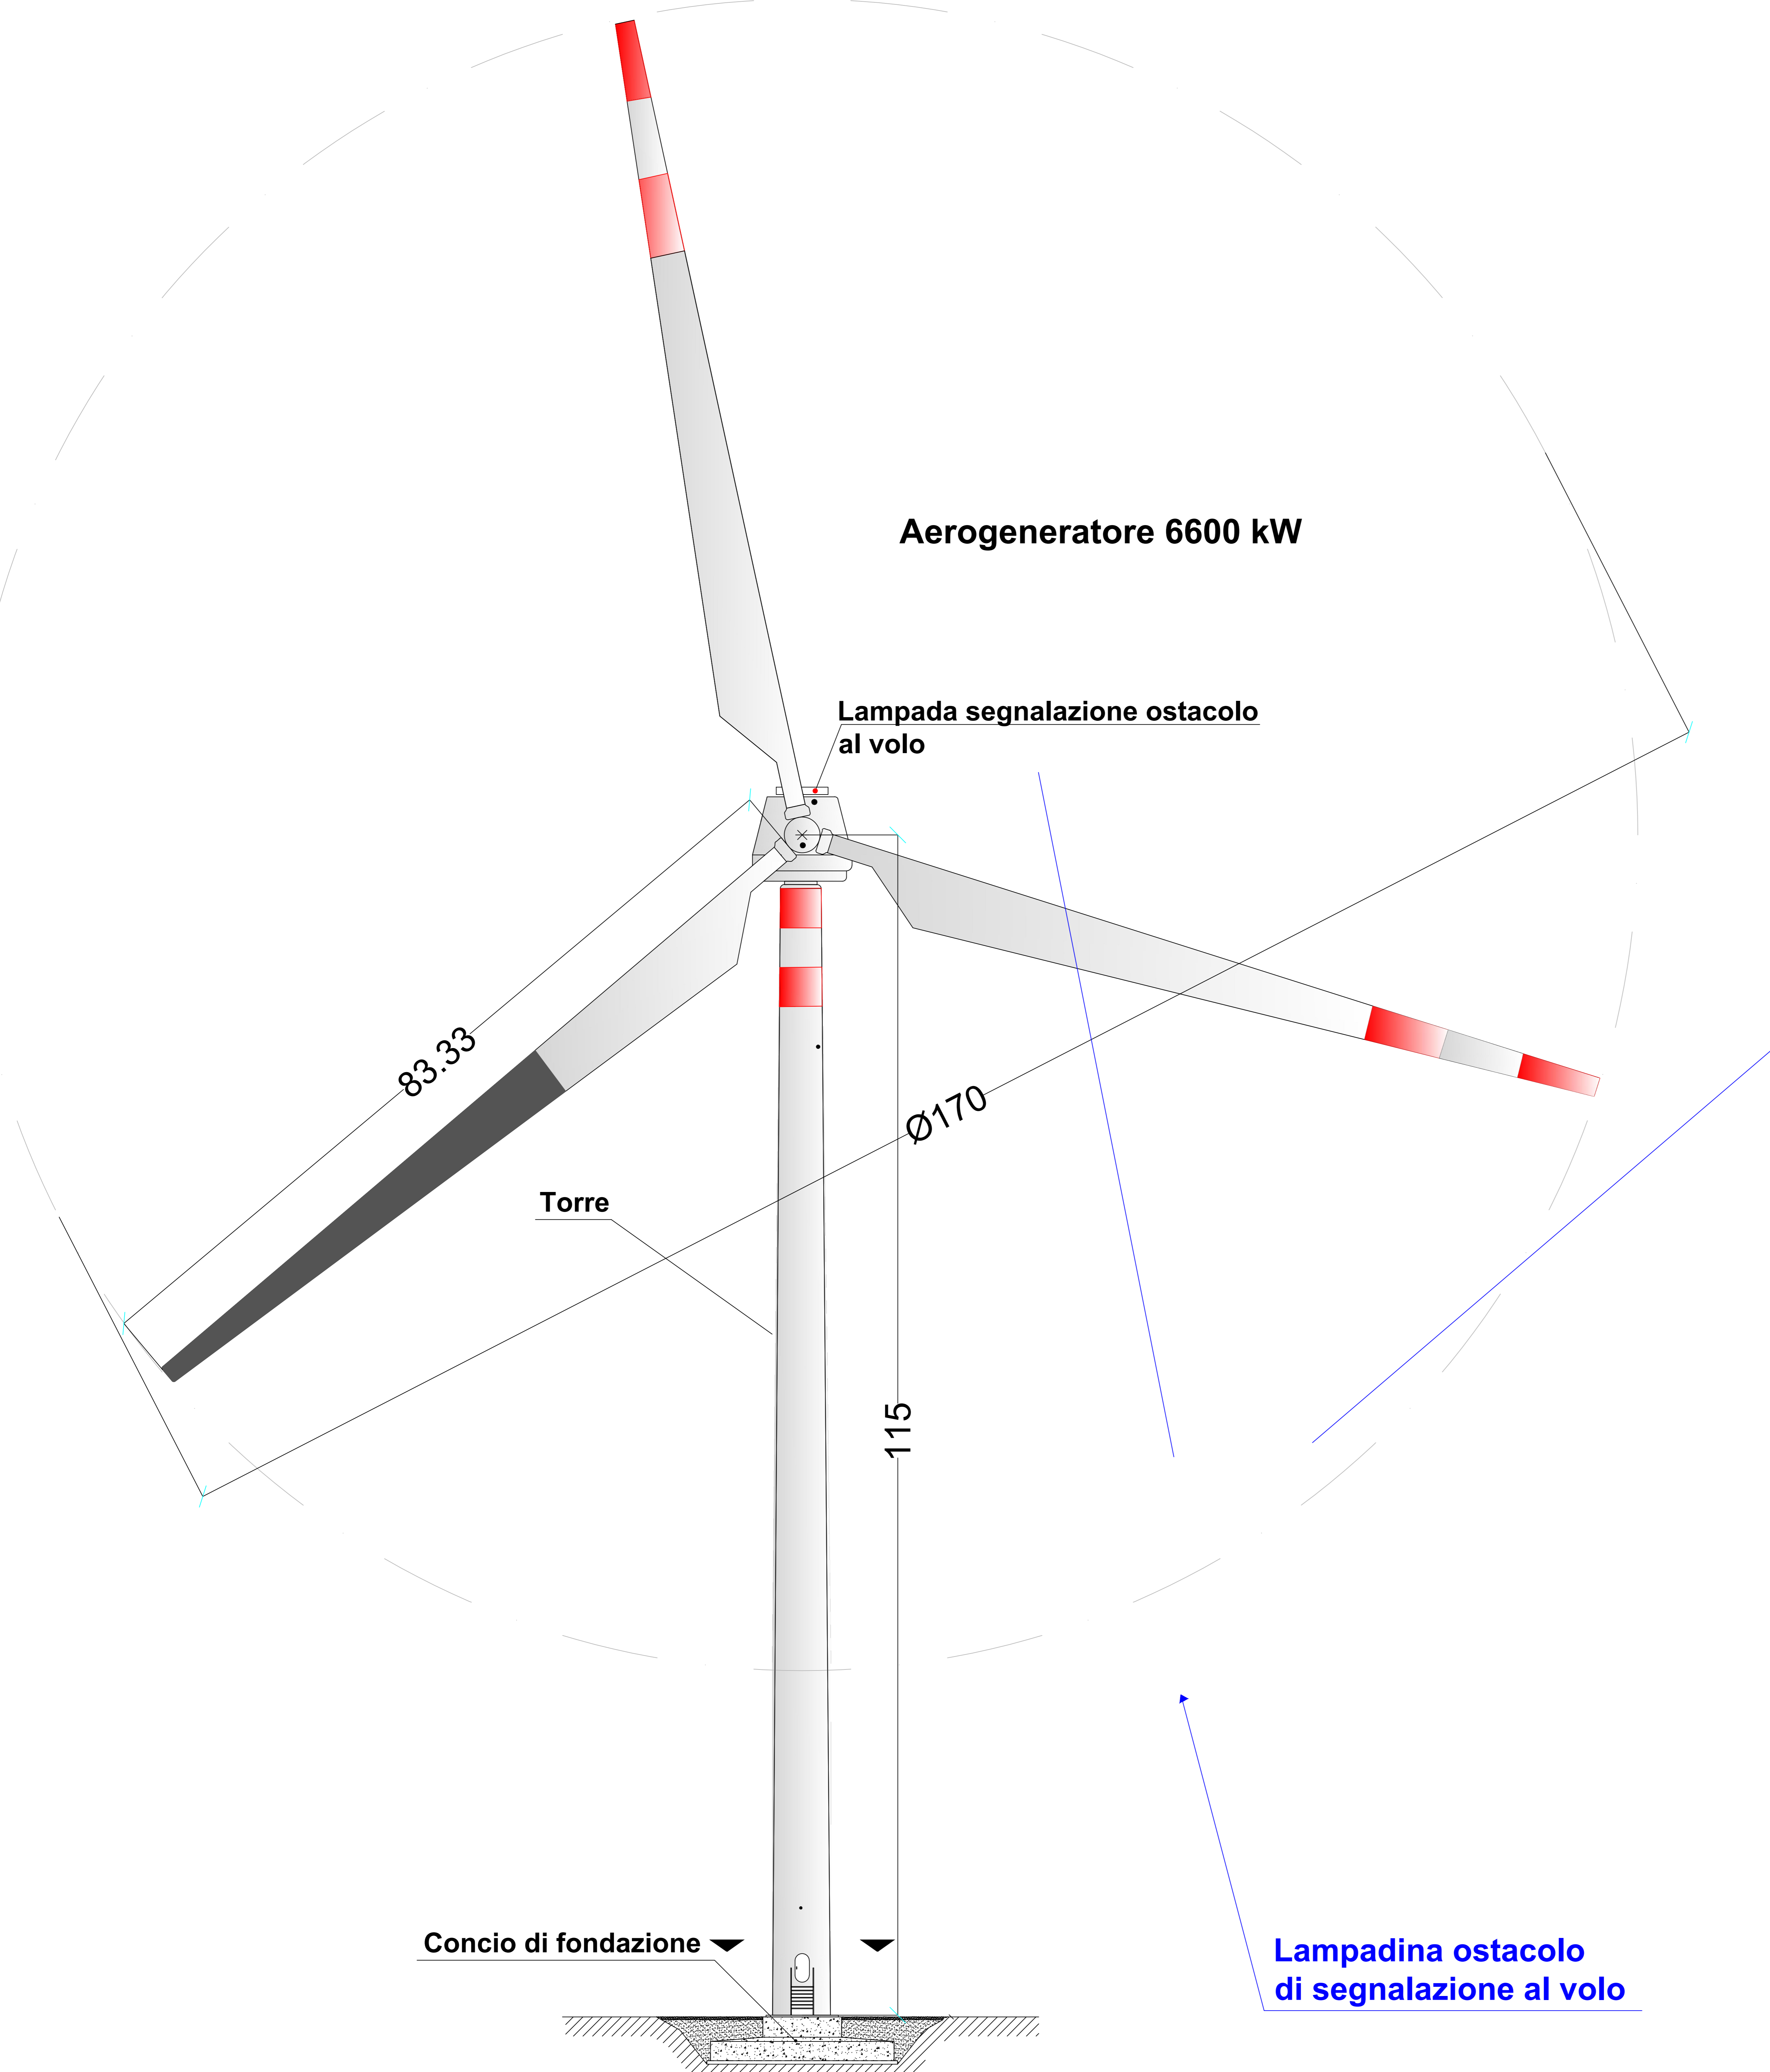 Aerogeneratore 6600 kW
Lampada segnalazione ostacolo
al volo
83.33
Ø170
Torre
115
Concio di fondazione
Lampadina ostacolo
di segnalazione al volo